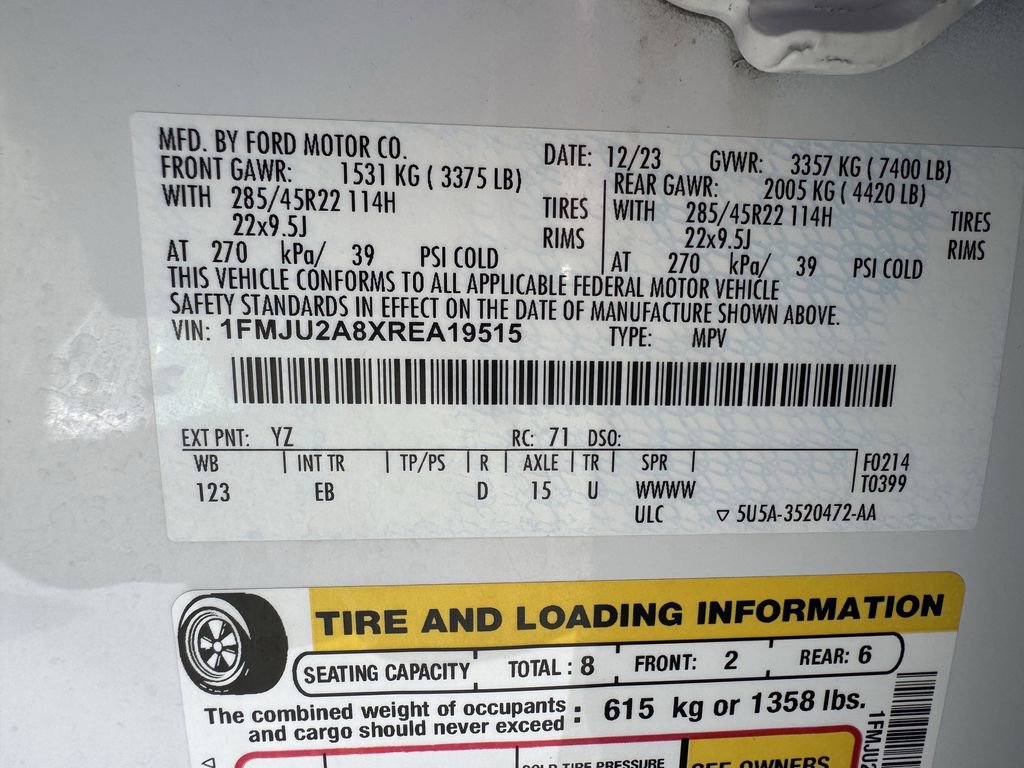 MFD. BY FORD MOTOR CO.
DATE: 12/23 GVWR: 3357 KG ( 7400 LB)
FRONT GAWR: 1531 KG ( 3375 LB)
REAR GAWR: 2005 KG ( 4420 LB)
WITH 285/45R22 114H TIRES
WITH 285/45R22 114H TIRES
22x9.5J RIMS
22x9.5J RIMS
AT 270 kPa/ 39 PSI COLD
AT 270 kPa/ 39 PSI COLD
THIS VEHICLE CONFORMS TO ALL APPLICABLE FEDERAL MOTOR VEHICLE
SAFETY STANDARDS IN EFFECT ON THE DATE OF MANUFACTURE SHOWN ABOVE.
VIN: 1FMJU2A8XREA19515 TYPE: MPV
EXT PNT: YZ RC: 71 DSO:
WB INT TR TP/PS R AXLE TR SPR F0214
123 EB D 15 U WWWW T0399
ULC ▽ 5U5A-3520472-AA
TIRE AND LOADING INFORMATION
SEATING CAPACITY TOTAL : 8 FRONT: 2 REAR: 6
The combined weight of occupants
and cargo should never exceed : 615 kg or 1358 lbs.
COLD TIRE PRESSURE
SEE OWNERS
1FMJU2